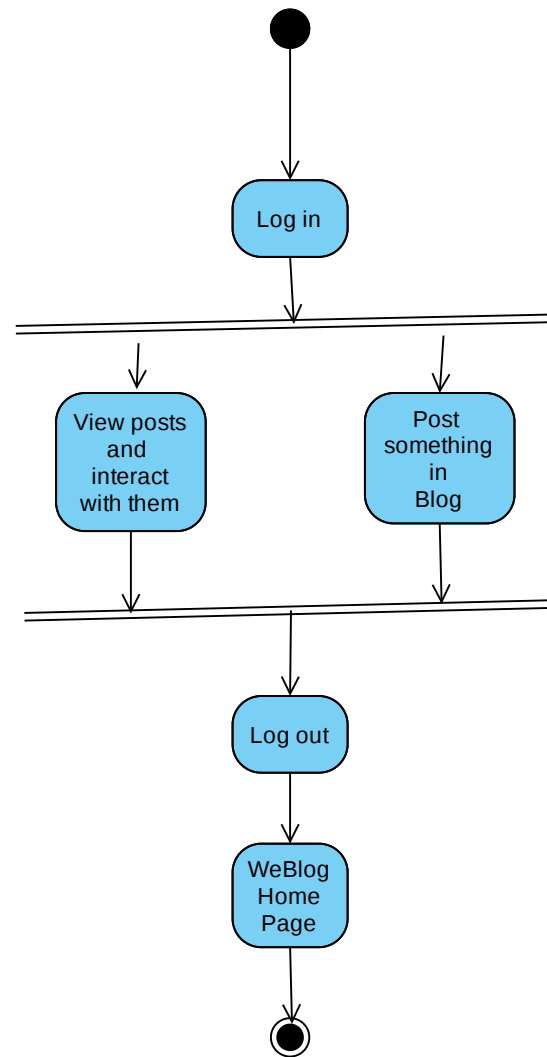 Log in
View posts
and
interact
with them
Post
something
in
Blog
Log out
WeBlog
Home
Page